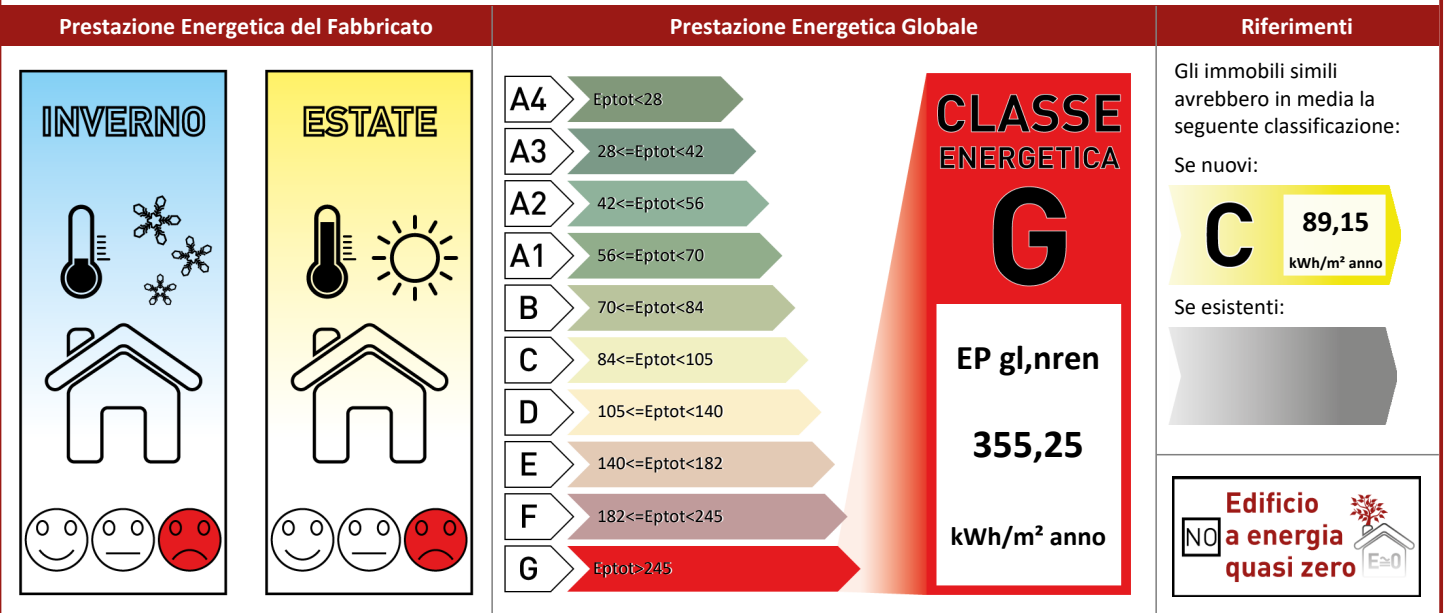 Prestazione Energetica del Fabbricato
Prestazione Energetica Globale
Riferimenti
INVERNO
ESTATE
A4
Eptot<28
A3
28<=Eptot<42
A2
42<=Eptot<56
A1
56<=Eptot<70
B
70<=Eptot<84
C
84<=Eptot<105
D
105<=Eptot<140
E
140<=Eptot<182
F
182<=Eptot<245
G
Eptot>245
CLASSE
ENERGETICA
G
EP gl,nren
355,25
kWh/m² anno
Gli immobili simili
avrebbero in media la
seguente classificazione:
Se nuovi:
C
89,15
kWh/m² anno
Se esistenti:
Edificio
NO a energia
quasi zero
E≅0